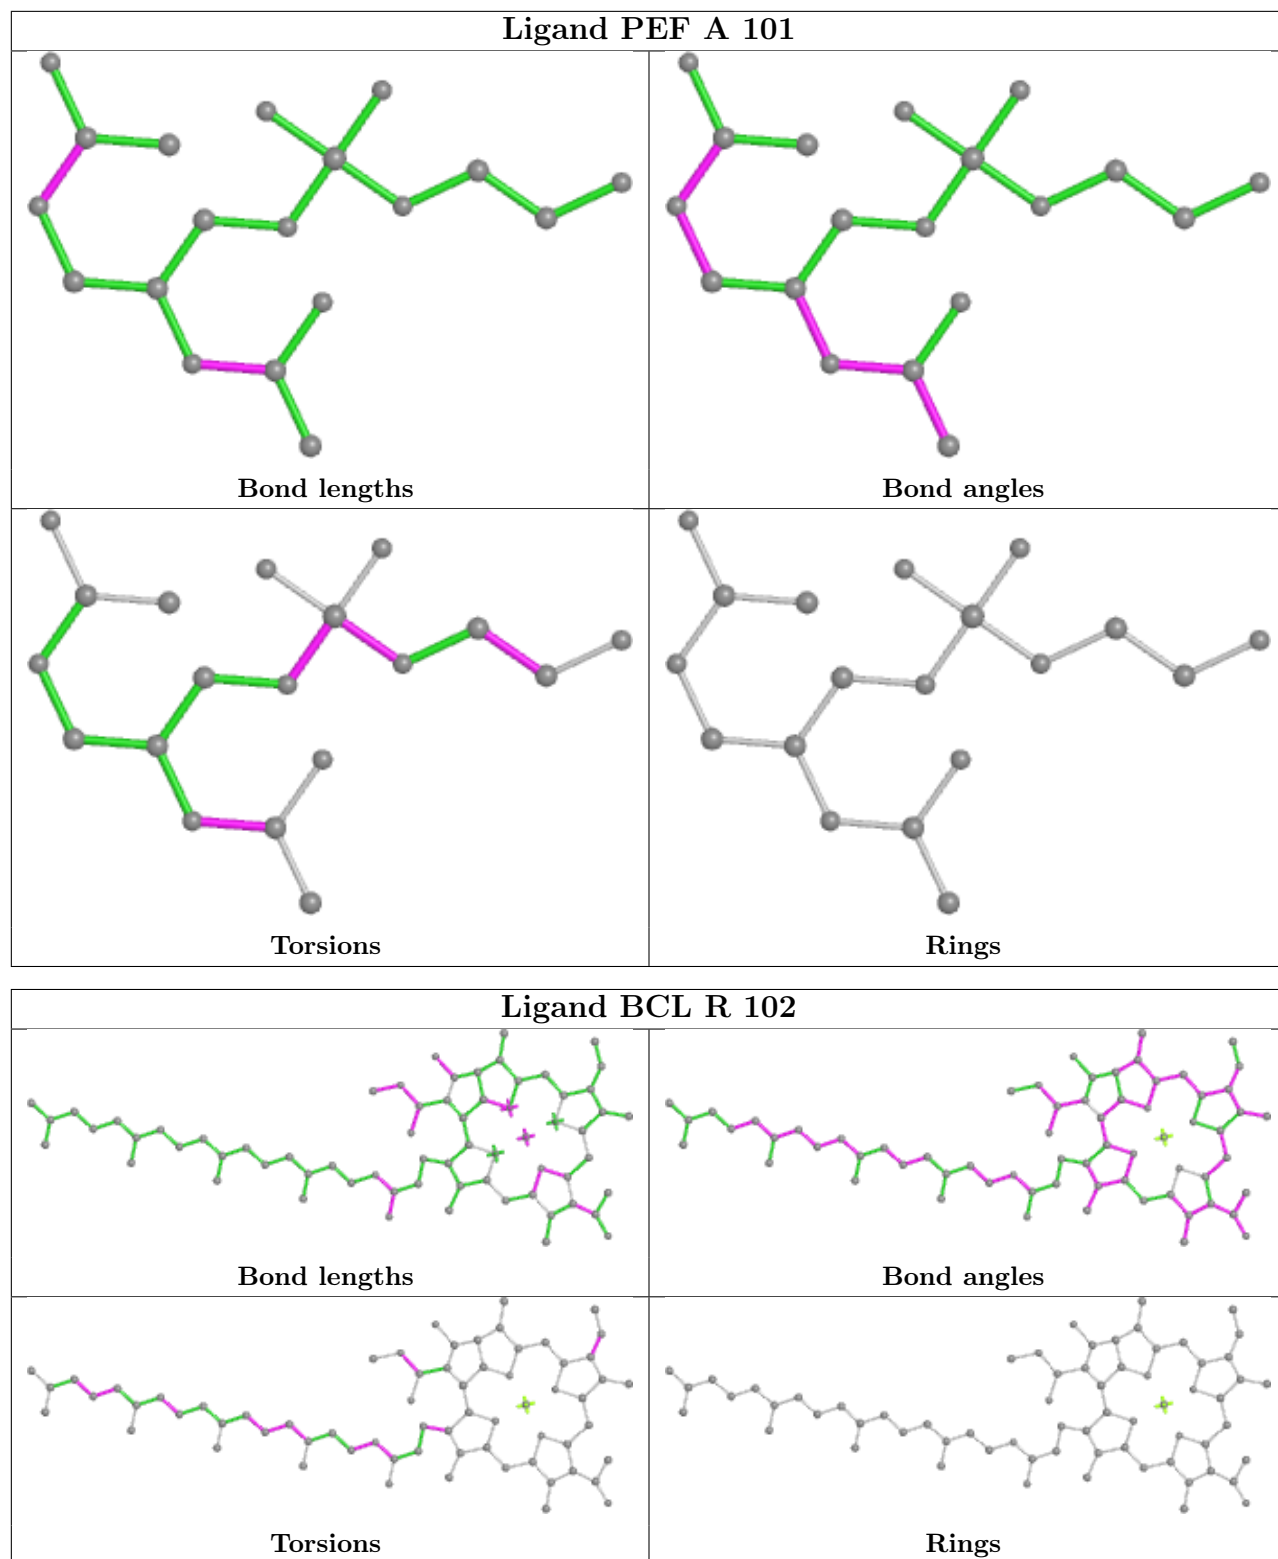 Ligand PEF A 101
Bond lengths
Bond angles
Torsions
Rings
Ligand BCL R 102
Bond lengths
Bond angles
Torsions
Rings